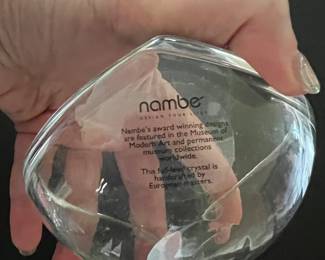 nambe
DESIGN YOUR LIFE
Nambe's award winning designs
are featured in the Museum of
Modern Art and permanent
museum collections
worldwide.
This full-lead crystal is
handcrafted by
European masters.